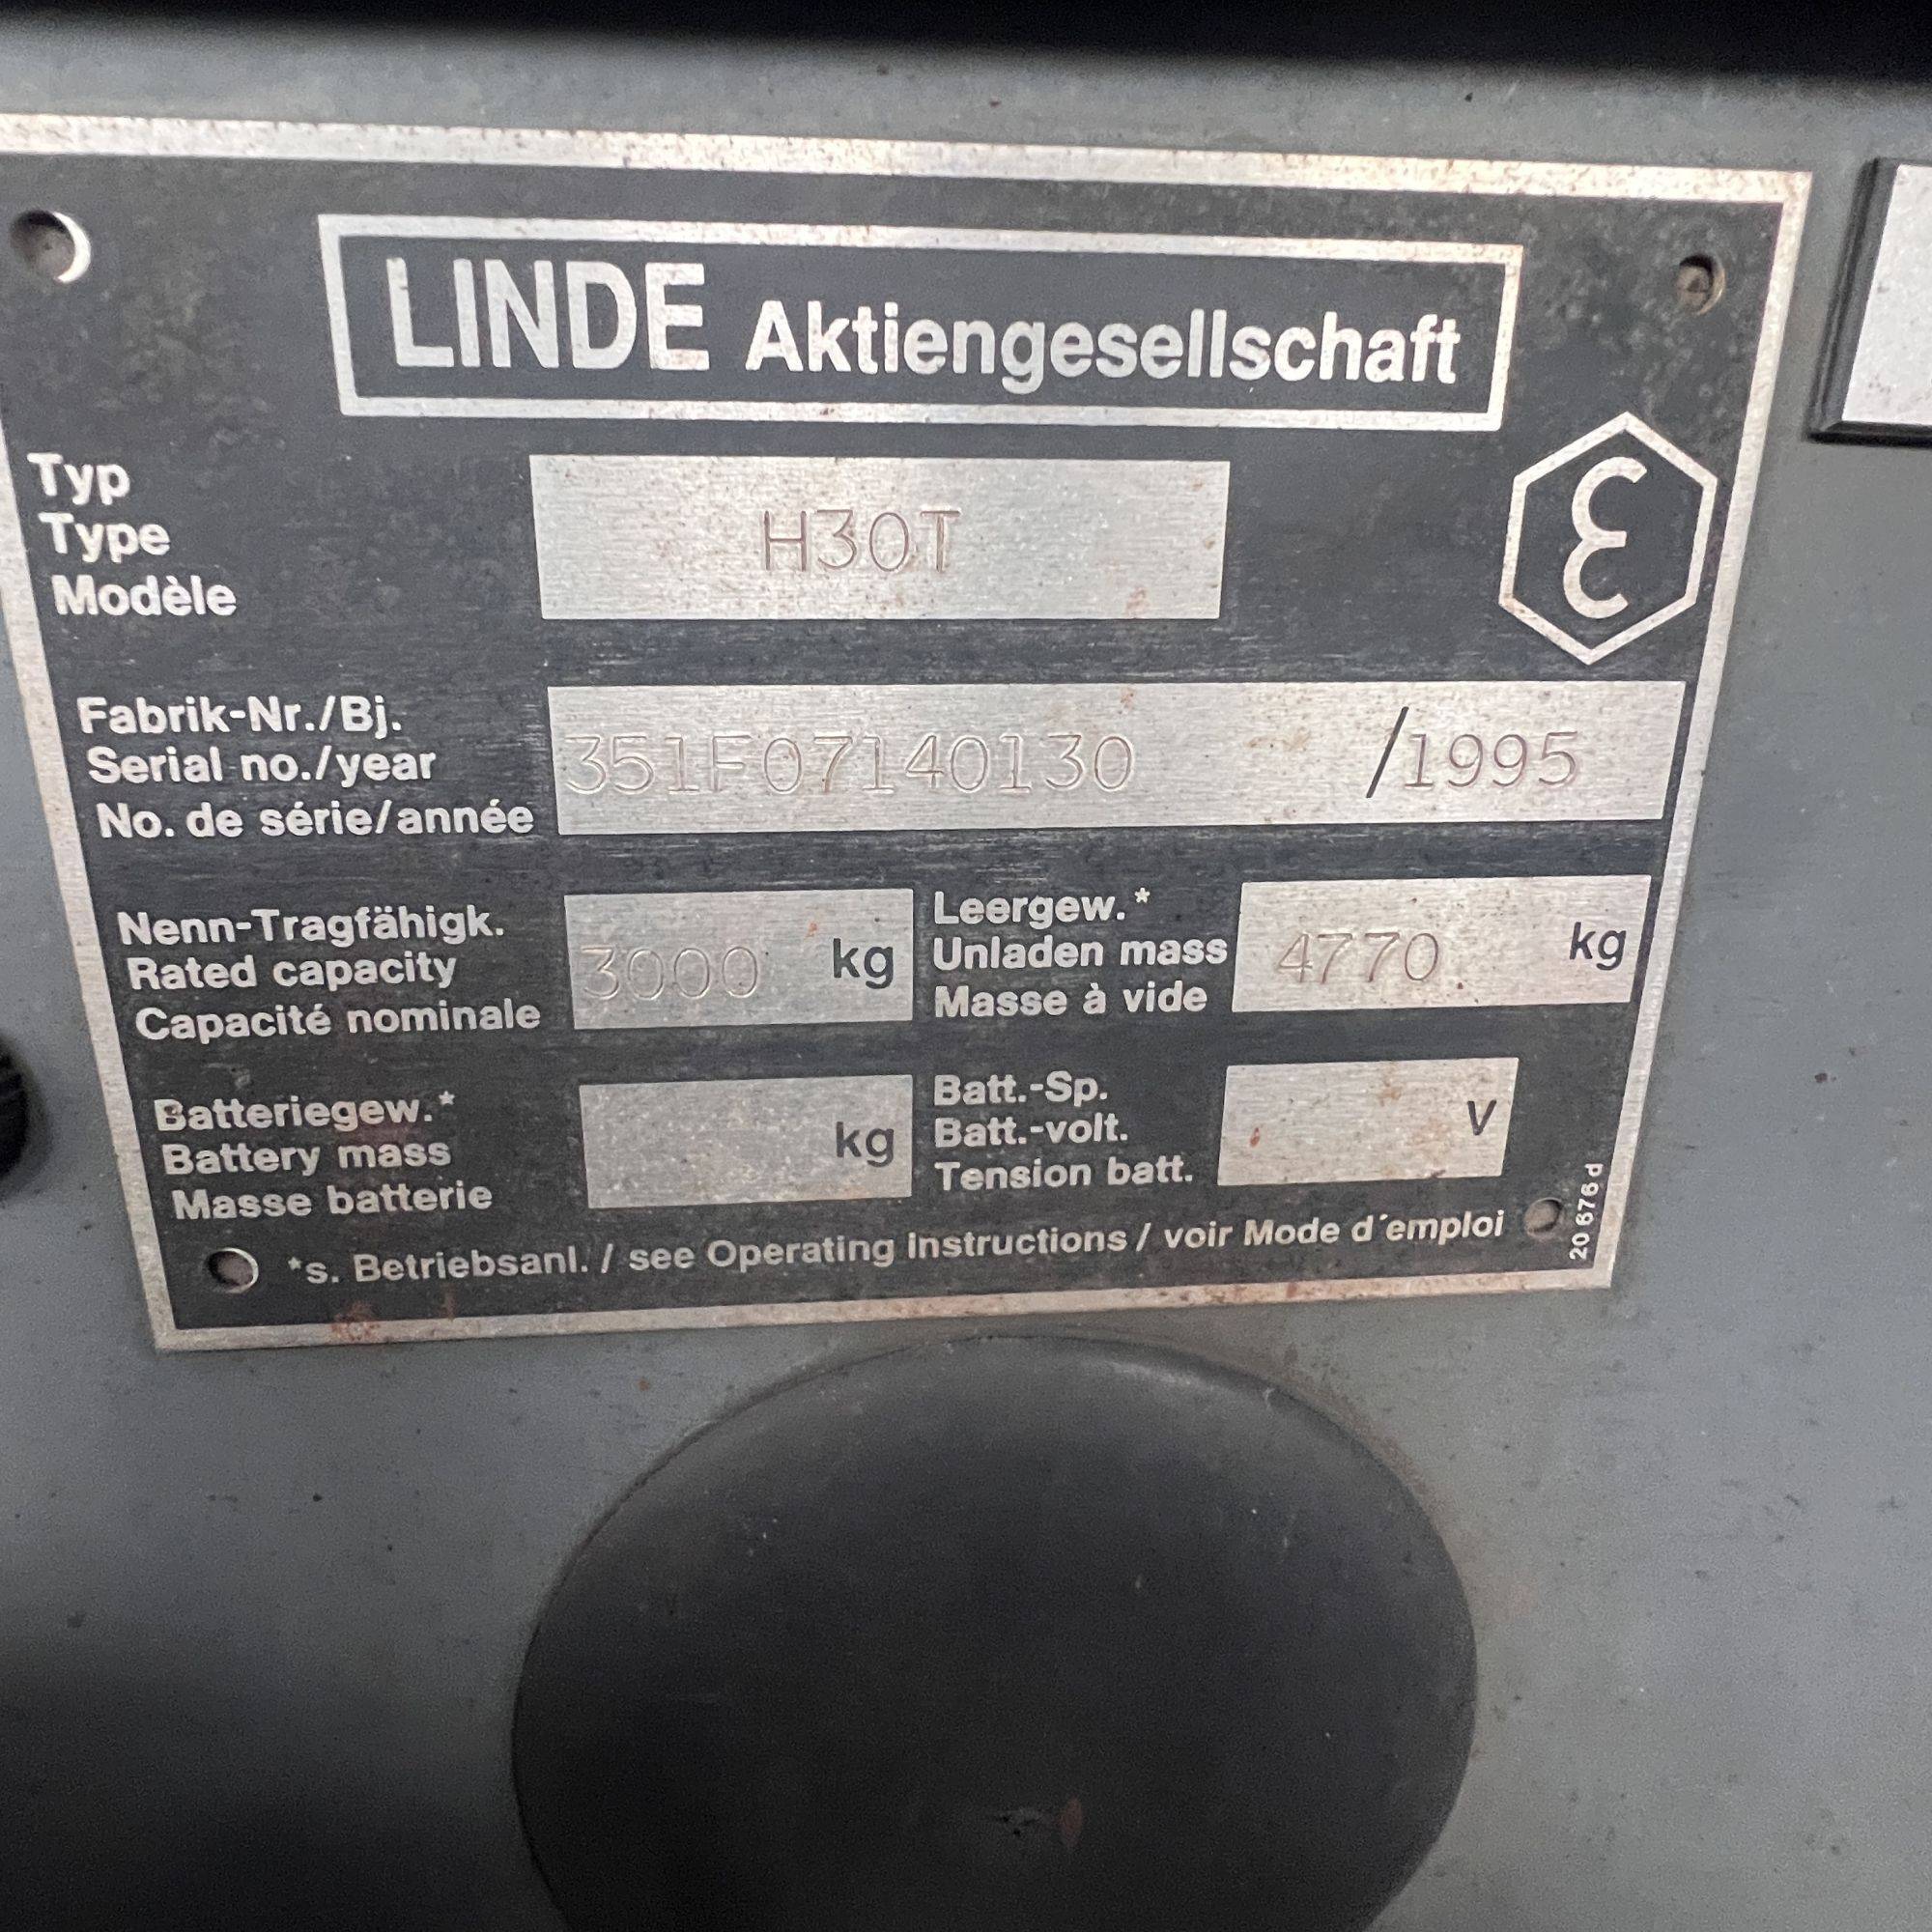 LINDE Aktiengesellschaft
Typ
Type
Modèle
H30T
Fabrik-Nr./Bj.
Serial no./year
No. de série/année
351F07140130 /1995
Nenn-Tragfähigk.
Rated capacity
Capacité nominale
3000 kg
Leergew.*
Unladen mass
Masse à vide
4770 kg
Batteriegew.*
Battery mass
Masse batterie
kg
Batt.-Sp.
Batt.-volt.
Tension batt.
V
*s. Betriebsanl. / see Operating Instructions / voir Mode d´emploi
20 676 d